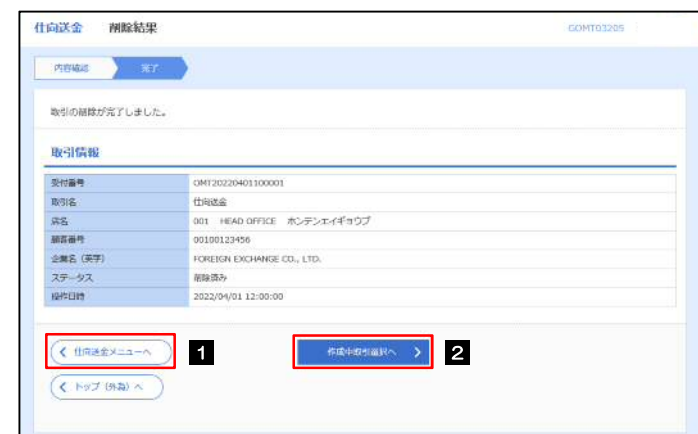 仕向送金 削除結果 GOMT03205
内容確認 完了
取引の削除が完了しました。
取引情報
受付番号 OMT20220401100001
取引名 仕向送金
店名 001 HEAD OFFICE ホンテンエイギョウブ
顧客番号 00100123456
企業名（英字） FOREIGN EXCHANGE CO., LTD.
ステータス 削除済み
操作日時 2022/04/01 12:00:00
仕向送金メニューへ 1 作成中取引選択へ 2
トップ（外為）へ